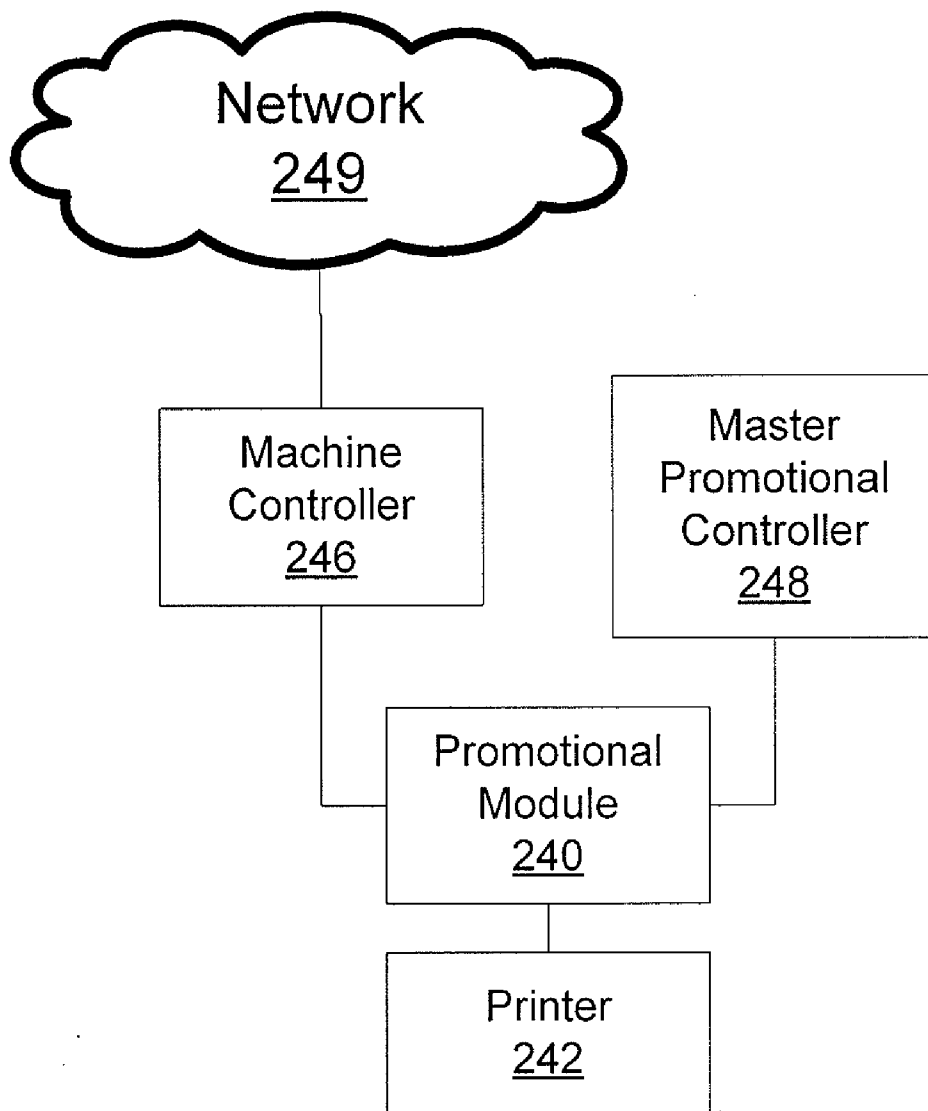 Network
249
Machine
Controller
246
Master
Promotional
Controller
248
Promotional
Module
240
Printer
242